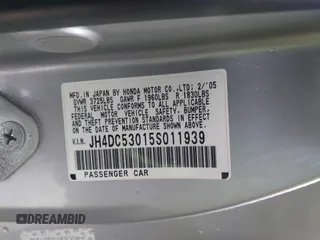 MFD. IN JAPAN BY HONDA MOTOR CO.,LTD. 2/'05
GVWR 3725LBS GAWR F 1960LBS R 1830LBS
THIS VEHICLE CONFORMS TO ALL APPLICABLE
FEDERAL MOTOR VEHICLE SAFETY, BUMPER,
AND THEFT PREVENTION STANDARDS IN EFFECT
ON THE DATE OF MANUFACTURE SHOWN ABOVE.
V.I.N. JH4DC53015S011939
PASSENGER CAR
DREAMBID